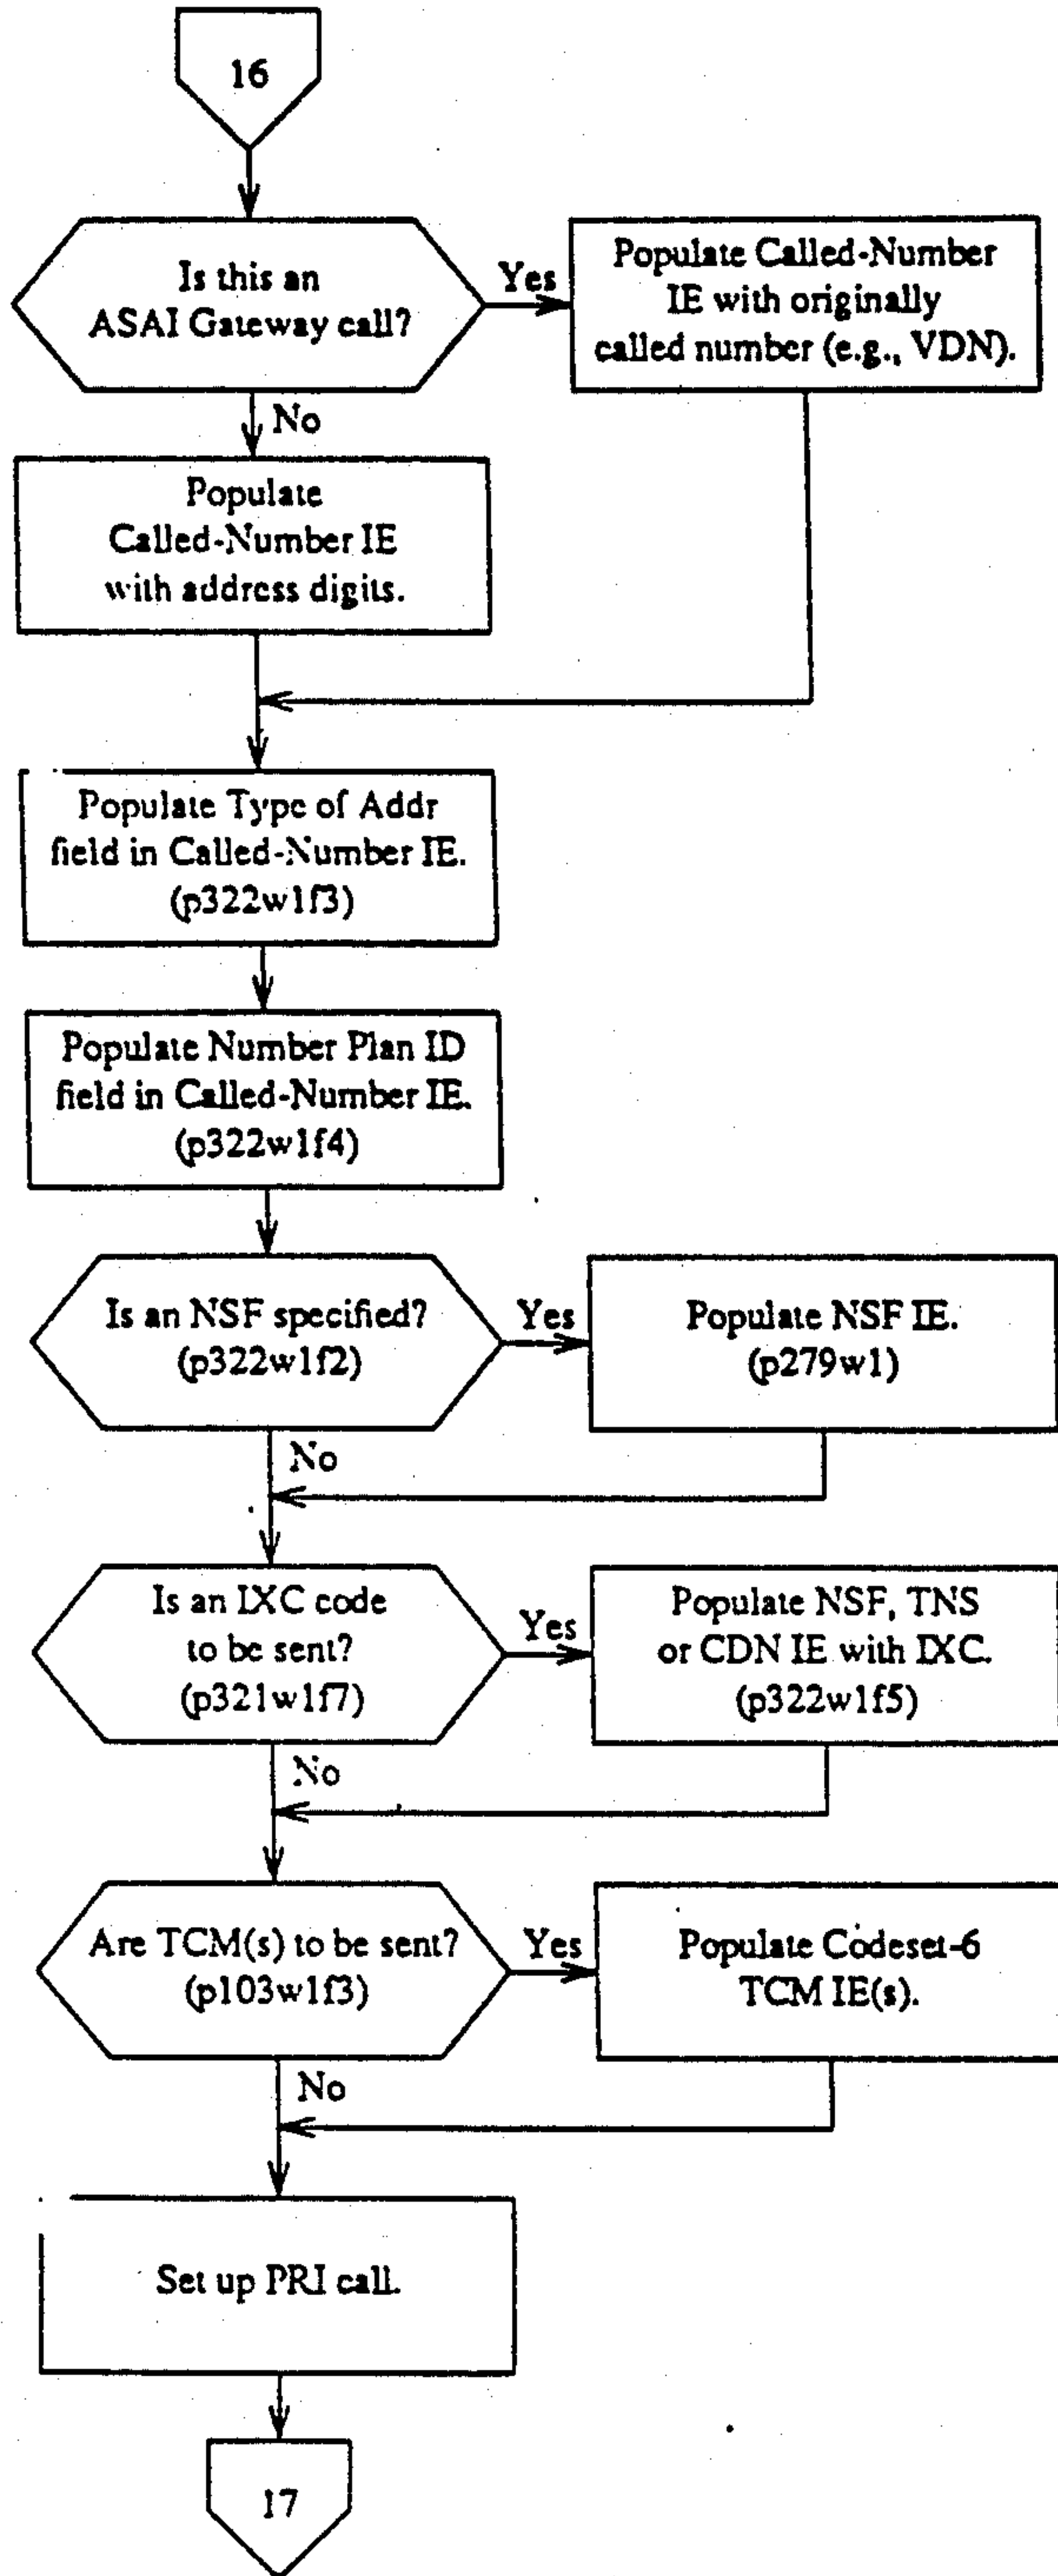 16
Is this an
ASAI Gateway call?
Yes
Populate Called-Number
IE with originally
called number (e.g., VDN).
No
Populate
Called-Number IE
with address digits.
Populate Type of Addr
field in Called-Number IE.
(p322w1f3)
Populate Number Plan ID
field in Called-Number IE.
(p322w1f4)
Is an NSF specified?
(p322w1f2)
Yes
Populate NSF IE.
(p279w1)
No
Is an IXC code
to be sent?
(p321w1f7)
Yes
Populate NSF, TNS
or CDN IE with IXC.
(p322w1f5)
No
Are TCM(s) to be sent?
(p103w1f3)
Yes
Populate Codeset-6
TCM IE(s).
No
Set up PRI call.
17